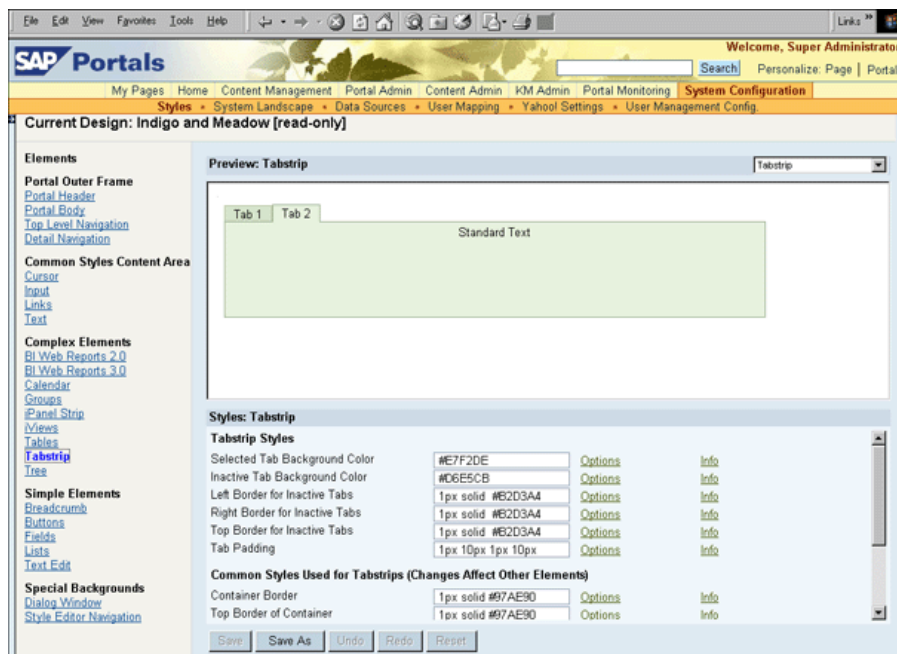 File Edit View Favorites Tools Help Links »
Welcome, Super Administrator
SAP Portals
Search Personalize: Page | Portal
My Pages Home Content Management Portal Admin Content Admin KM Admin Portal Monitoring System Configuration
Styles • System Landscape • Data Sources • User Mapping • Yahoo! Settings • User Management Config.
Current Design: Indigo and Meadow [read-only]
Elements
Portal Outer Frame
Portal Header
Portal Body
Top Level Navigation
Detail Navigation
Common Styles Content Area
Cursor
Input
Links
Text
Complex Elements
BI Web Reports 2.0
BI Web Reports 3.0
Calendar
Groups
iPanel Strip
iViews
Tables
Tabstrip
Tree
Simple Elements
Breadcrumb
Buttons
Fields
Lists
Text Edit
Special Backgrounds
Dialog Window
Style Editor Navigation
Preview: Tabstrip Tabstrip
Tab 1 Tab 2
Standard Text
Styles: Tabstrip
Tabstrip Styles
Selected Tab Background Color #E7F2DE Options Info
Inactive Tab Background Color #D6E5CB Options Info
Left Border for Inactive Tabs 1px solid #B2D3A4 Options Info
Right Border for Inactive Tabs 1px solid #B2D3A4 Options Info
Top Border for Inactive Tabs 1px solid #B2D3A4 Options Info
Tab Padding 1px 10px 1px 10px Options Info
Common Styles Used for Tabstrips (Changes Affect Other Elements)
Container Border 1px solid #97AE90 Options Info
Top Border of Container 1px solid #97AE90 Options Info
Save Save As Undo Redo Reset